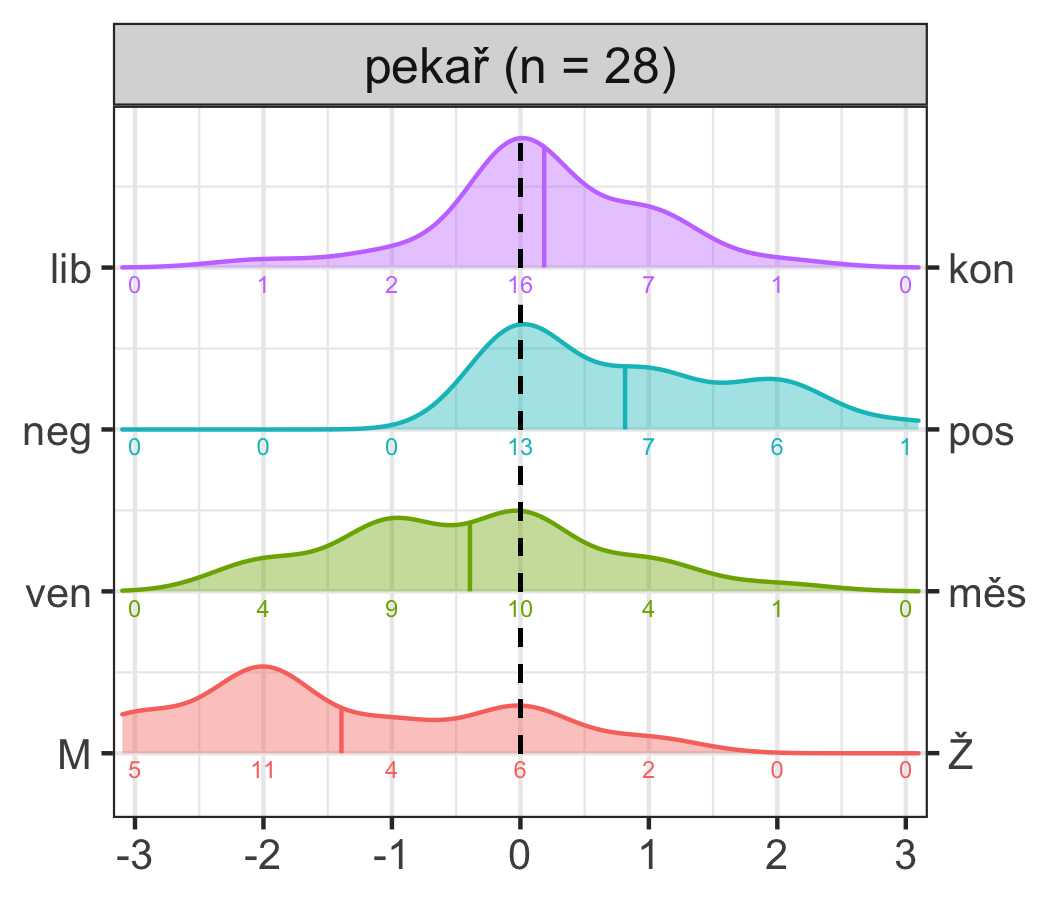 pekař (n = 28)
lib kon
0 1 2 16 7 1 0
neg pos
0 0 0 13 7 6 1
ven měs
0 4 9 10 4 1 0
M Ž
5 11 4 6 2 0 0
-3 -2 -1 0 1 2 3